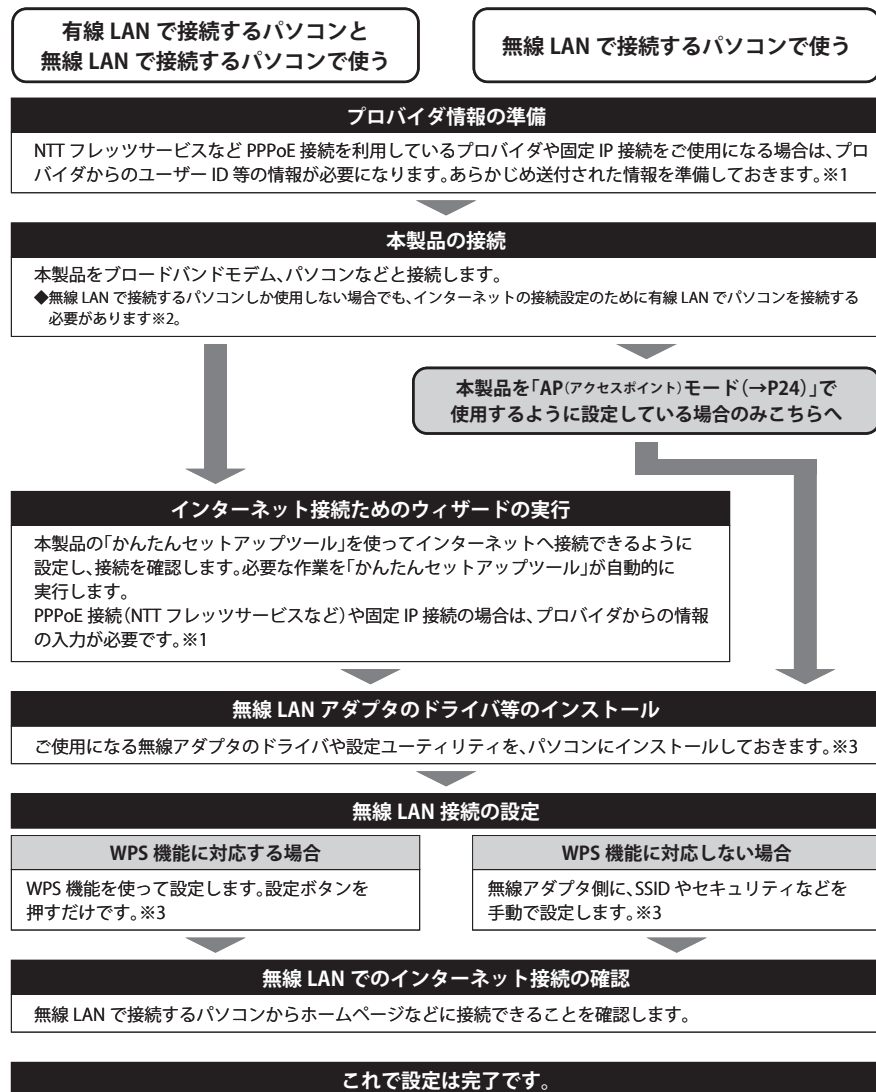 有線 LAN で接続するパソコンと
無線 LAN で接続するパソコンで使う
無線 LAN で接続するパソコンで使う
プロバイダ情報の準備
NTT フレッツサービスなど PPPoE 接続を利用しているプロバイダや固定 IP 接続をご使用になる場合は、プロ
バイダからのユーザー ID 等の情報が必要になります。あらかじめ送付された情報を準備しておきます。※1
本製品の接続
本製品をブロードバンドモデム、パソコンなどと接続します。
◆無線 LAN で接続するパソコンしか使用しない場合でも、インターネットの接続設定のために有線 LAN でパソコンを接続する
必要があります※2。
本製品を「AP(アクセスポイント)モード(→P24)」で
使用するように設定している場合のみこちらへ
インターネット接続ためのウィザードの実行
本製品の「かんたんセットアップツール」を使ってインターネットへ接続できるように
設定し、接続を確認します。必要な作業を「かんたんセットアップツール」が自動的に
実行します。
PPPoE 接続(NTT フレッツサービスなど)や固定 IP 接続の場合は、プロバイダからの情報
の入力が必要です。※1
無線 LAN アダプタのドライバ等のインストール
ご使用になる無線アダプタのドライバや設定ユーティリティを、パソコンにインストールしておきます。※3
無線 LAN 接続の設定
WPS 機能に対応する場合
WPS 機能を使って設定します。設定ボタンを
押すだけです。※3
WPS 機能に対応しない場合
無線アダプタ側に、SSID やセキュリティなどを
手動で設定します。※3
無線 LAN でのインターネット接続の確認
無線 LAN で接続するパソコンからホームページなどに接続できることを確認します。
これで設定は完了です。